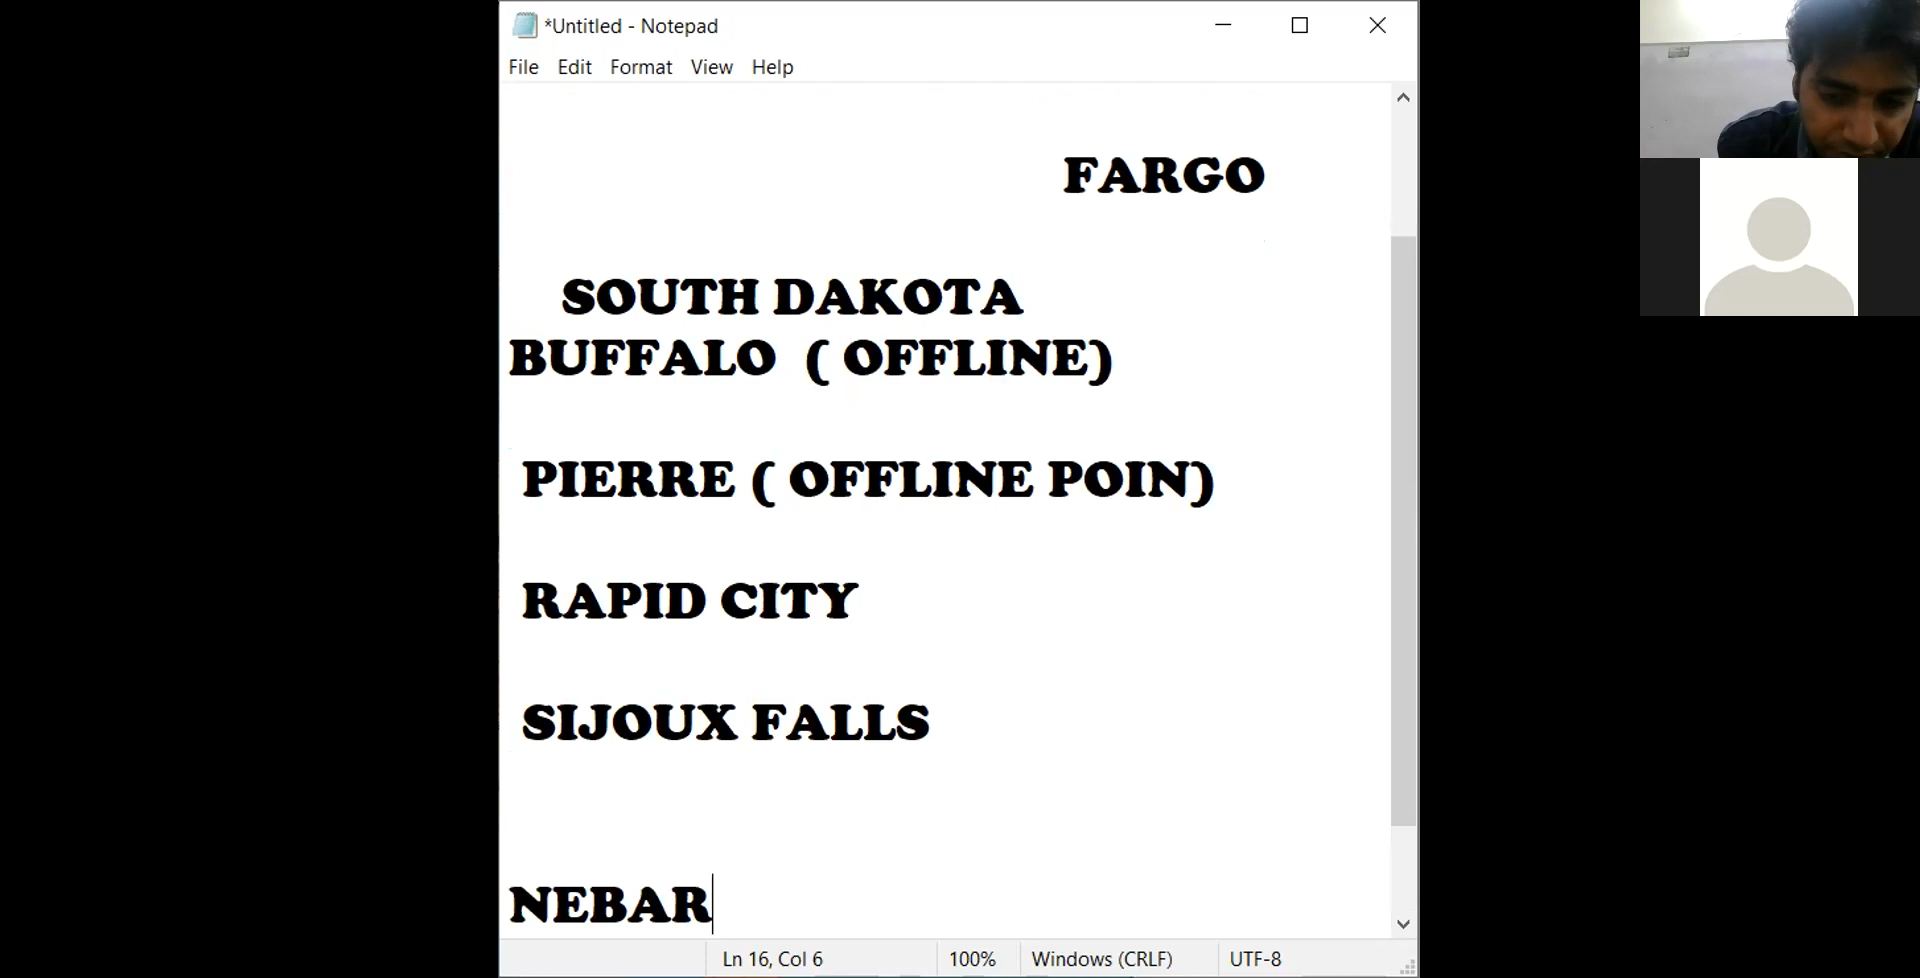 *Untitled - Notepad
File Edit Format View Help
FARGO
SOUTH DAKOTA
BUFFALO ( OFFLINE)
PIERRE ( OFFLINE POIN)
RAPID CITY
SIJOUX FALLS
NEBAR
Ln 16, Col 6 100% Windows (CRLF) UTF-8